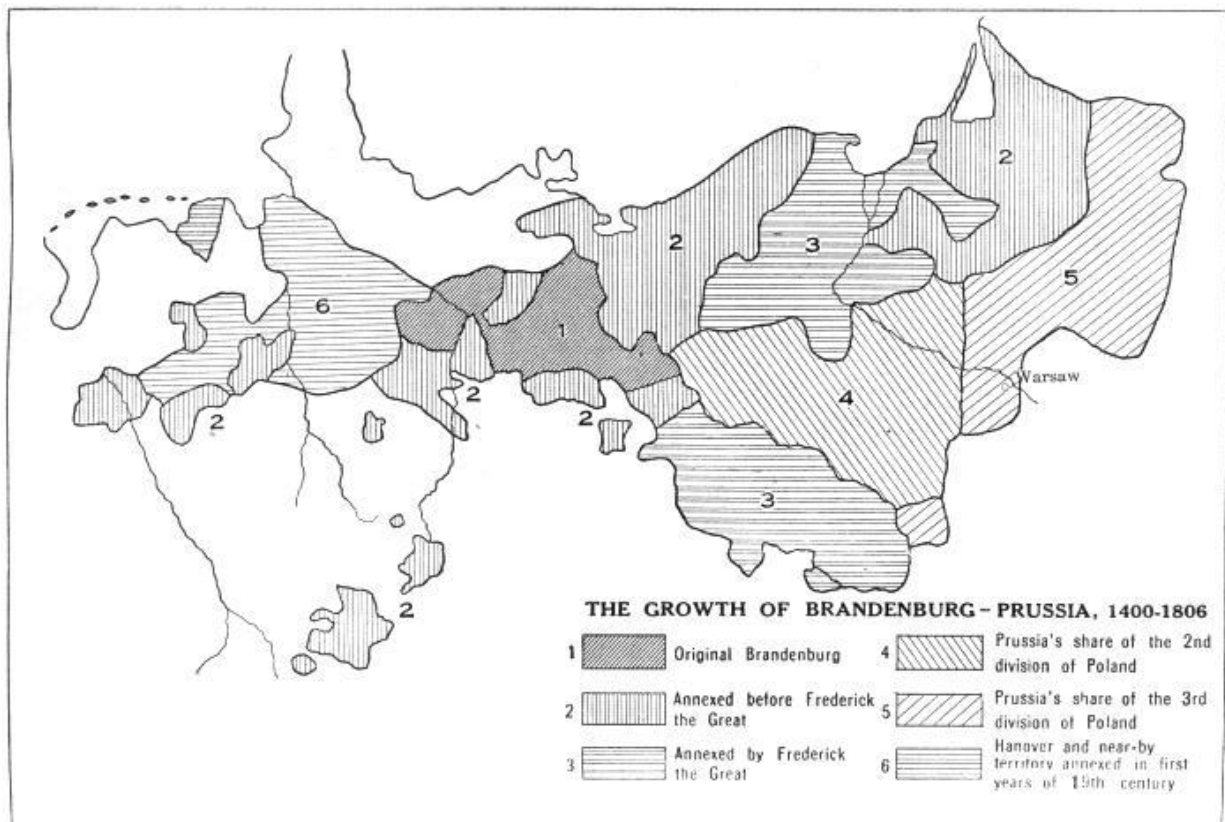 2
2
3
5
6
1
Warsaw
4
2
2
2
3
2
THE GROWTH OF BRANDENBURG – PRUSSIA, 1400-1806
1 Original Brandenburg
2 Annexed before Frederick
the Great
3 Annexed by Frederick
the Great
4 Prussia's share of the 2nd
division of Poland
5 Prussia's share of the 3rd
division of Poland
6 Hanover and near-by
territory annexed in first
years of 19th century